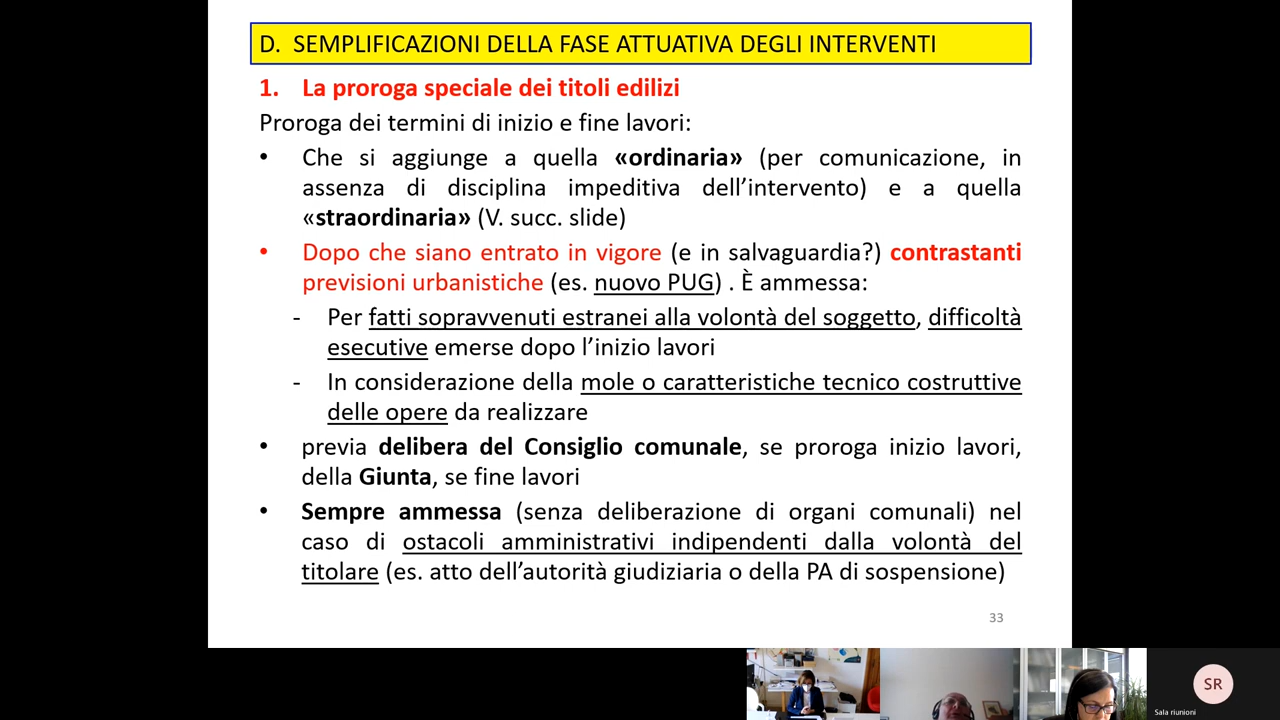 D. SEMPLIFICAZIONI DELLA FASE ATTUATIVA DEGLI INTERVENTI
1. La proroga speciale dei titoli edilizi
Proroga dei termini di inizio e fine lavori:
• Che si aggiunge a quella «ordinaria» (per comunicazione, in
assenza di disciplina impeditiva dell’intervento) e a quella
«straordinaria» (V. succ. slide)
• Dopo che siano entrato in vigore (e in salvaguardia?) contrastanti
previsioni urbanistiche (es. nuovo PUG) . È ammessa:
- Per fatti sopravvenuti estranei alla volontà del soggetto, difficoltà
esecutive emerse dopo l’inizio lavori
- In considerazione della mole o caratteristiche tecnico costruttive
delle opere da realizzare
• previa delibera del Consiglio comunale, se proroga inizio lavori,
della Giunta, se fine lavori
• Sempre ammessa (senza deliberazione di organi comunali) nel
caso di ostacoli amministrativi indipendenti dalla volontà del
titolare (es. atto dell’autorità giudiziaria o della PA di sospensione)
33
SR
Sala riunioni